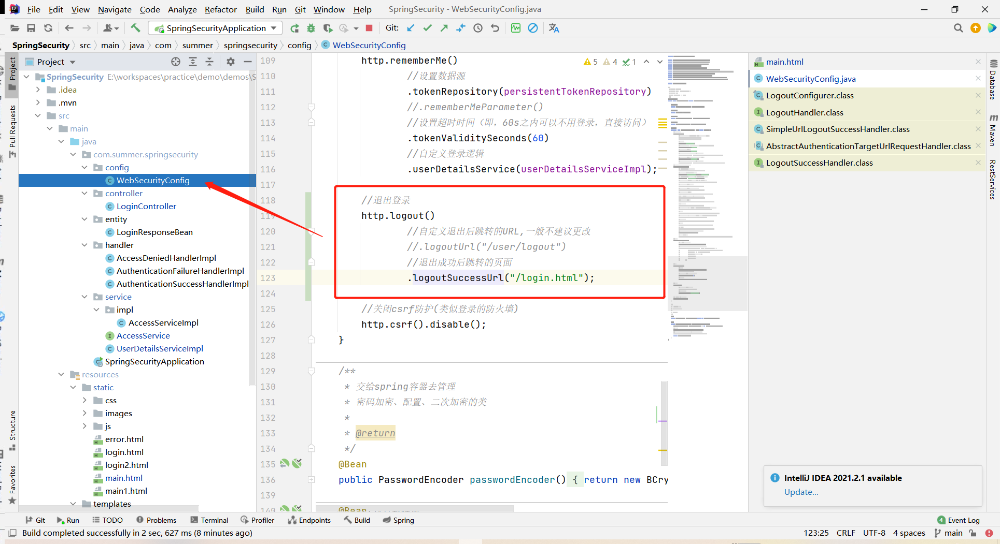 File Edit View Navigate Code Analyze Refactor Build Run Git Window Help SpringSecurity - WebSecurityConfig.java
SpringSecurityApplication Git:
SpringSecurity src main java com summer springsecurity config WebSecurityConfig
Project
Pull Requests
Structure
Favorites
Project
SpringSecurity E:\workspaces\practice\demo\demos\S
.idea
.mvn
src
main
java
com.summer.springsecurity
config
WebSecurityConfig
controller
LoginController
entity
LoginResponseBean
handler
AccessDeniedHandlerImpl
AuthenticationFailureHandlerImpl
AuthenticationSuccessHandlerImpl
service
impl
AccessServiceImpl
AccessService
UserDetailsServiceImpl
SpringSecurityApplication
resources
static
css
images
js
error.html
login.html
login2.html
main.html
main1.html
templates
5 4 1
109 http.rememberMe()
110 //设置数据源
111 .tokenRepository(persistentTokenRepository)
112 //.rememberMeParameter()
113 //设置超时时间（即，60s之内可以不用登录，直接访问）
114 .tokenValiditySeconds(60)
115 //自定义登录逻辑
116 .userDetailsService(userDetailsServiceImpl);
117
118 //退出登录
119 http.logout()
120 //自定义退出后跳转的URL,一般不建议更改
121 //.logoutUrl("/user/logout")
122 //退出成功后跳转的页面
123 .logoutSuccessUrl("/login.html");
124
125 //关闭csrf防护(类似登录的防火墙)
126 http.csrf().disable();
127 }
128
129 /**
130 * 交给spring容器去管理
131 * 密码加密、配置、二次加密的类
132 *
133 * @return
134 */
135 @Bean
136 public PasswordEncoder passwordEncoder() { return new BCry
139
140 @Bean
main.html
WebSecurityConfig.java
LogoutConfigurer.class
LogoutHandler.class
SimpleUrlLogoutSuccessHandler.class
AbstractAuthenticationTargetUrlRequestHandler.class
LogoutSuccessHandler.class
Database
Maven
RestServices
IntelliJ IDEA 2021.2.1 available
Update...
Git Run TODO Problems Terminal Profiler Endpoints Build Spring 4 Event Log
Build completed successfully in 2 sec, 627 ms (8 minutes ago) 123:25 CRLF UTF-8 4 spaces main